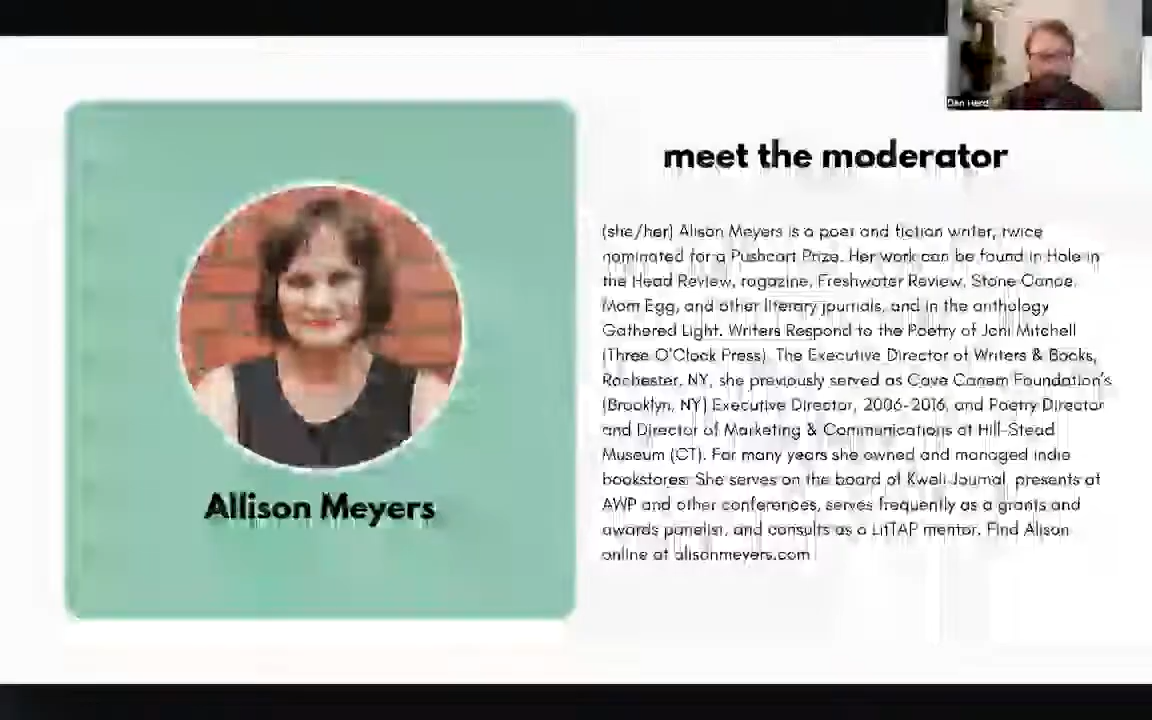 Dan Herd
meet the moderator
(she/her) Alison Meyers is a poet and fiction writer, twice
nominated for a Pushcart Prize. Her work can be found in Hole in
the Head Review, ragazine, Freshwater Review, Stone Canoe,
Mom Egg, and other literary journals, and in the anthology
Gathered Light: Writers Respond to the Poetry of Joni Mitchell
(Three O'Clock Press). The Executive Director of Writers & Books,
Rochester, NY, she previously served as Cave Canem Foundation's
(Brooklyn, NY) Executive Director, 2006-2016, and Poetry Director
and Director of Marketing & Communications at Hill-Stead
Museum (CT). For many years she owned and managed indie
bookstores. She serves on the board of Kweli Journal, presents at
AWP and other conferences, serves frequently as a grants and
awards panelist, and consults as a LitTAP mentor. Find Alison
online at alisonmeyers.com
Allison Meyers